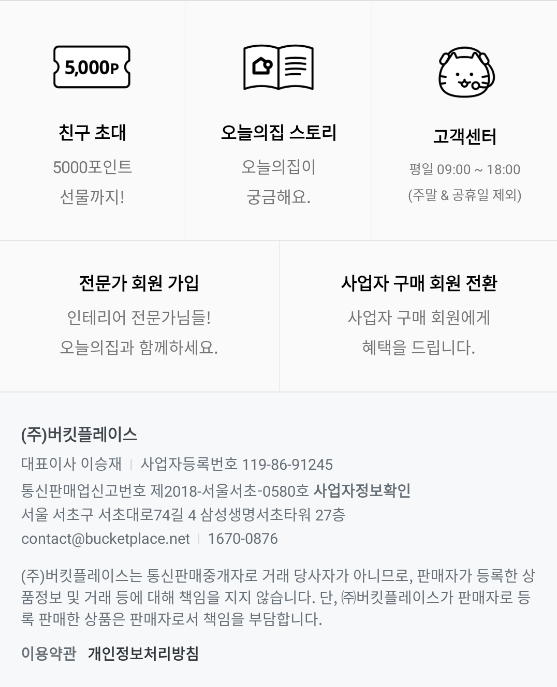 5,000P
친구 초대
5000포인트
선물까지!
오늘의집 스토리
오늘의집이
궁금해요.
고객센터
평일 09:00 ~ 18:00
(주말 & 공휴일 제외)
전문가 회원 가입
인테리어 전문가님들!
오늘의집과 함께하세요.
사업자 구매 회원 전환
사업자 구매 회원에게
혜택을 드립니다.
(주)버킷플레이스
대표이사 이승재 | 사업자등록번호 119-86-91245
통신판매업신고번호 제2018-서울서초-0580호 사업자정보확인
서울 서초구 서초대로74길 4 삼성생명서초타워 27층
contact@bucketplace.net | 1670-0876
(주)버킷플레이스는 통신판매중개자로 거래 당사자가 아니므로, 판매자가 등록한 상
품정보 및 거래 등에 대해 책임을 지지 않습니다. 단, ㈜버킷플레이스가 판매자로 등
록 판매한 상품은 판매자로서 책임을 부담합니다.
이용약관 개인정보처리방침